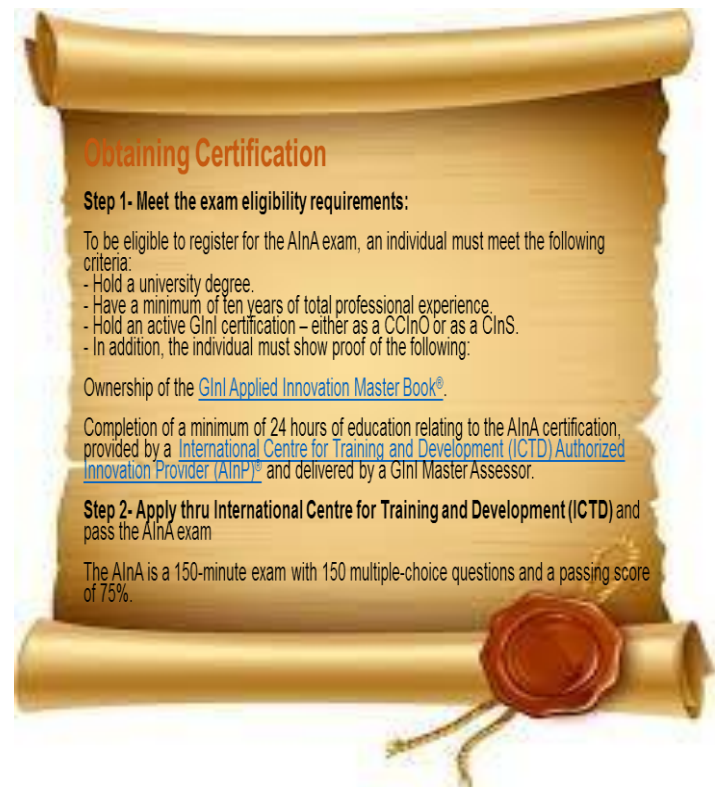 Obtaining Certification
Step 1- Meet the exam eligibility requirements:
To be eligible to register for the AInA exam, an individual must meet the following
criteria:
- Hold a university degree.
- Have a minimum of ten years of total professional experience.
- Hold an active GInI certification – either as a CCInO or as a CInS.
- In addition, the individual must show proof of the following:
Ownership of the GInI Applied Innovation Master Book®.
Completion of a minimum of 24 hours of education relating to the AInA certification,
provided by a International Centre for Training and Development (ICTD) Authorized
Innovation Provider (AInP)® and delivered by a GInI Master Assessor.
Step 2- Apply thru International Centre for Training and Development (ICTD) and
pass the AInA exam
The AInA is a 150-minute exam with 150 multiple-choice questions and a passing score
of 75%.